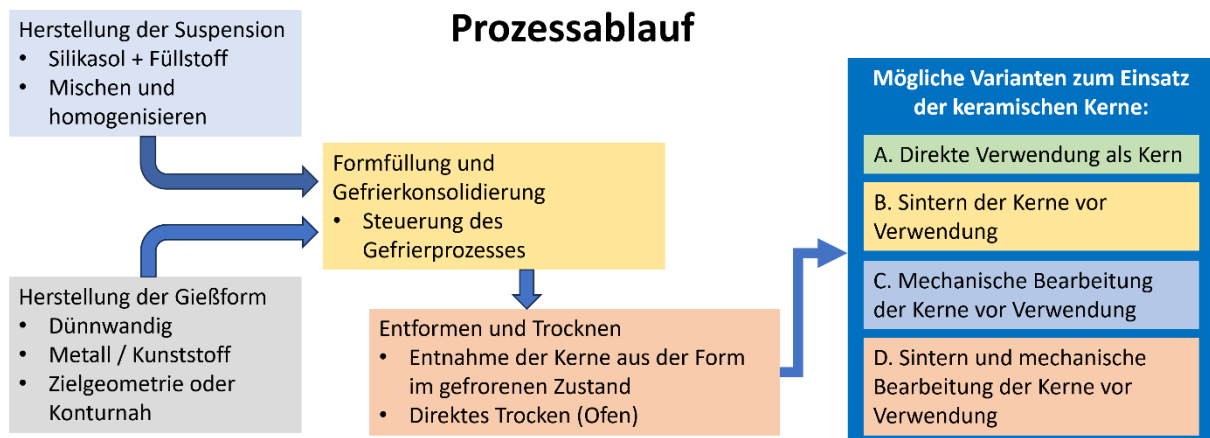 Prozessablauf
Herstellung der Suspension
• Silikasol + Füllstoff
• Mischen und
homogenisieren
Herstellung der Gießform
• Dünnwandig
• Metall / Kunststoff
• Zielgeometrie oder
Konturnah
Formfüllung und
Gefrierkonsolidierung
• Steuerung des
Gefrierprozesses
Entformen und Trocknen
• Entnahme der Kerne aus der Form
im gefrorenen Zustand
• Direktes Trocken (Ofen)
Mögliche Varianten zum Einsatz
der keramischen Kerne:
A. Direkte Verwendung als Kern
B. Sintern der Kerne vor
Verwendung
C. Mechanische Bearbeitung
der Kerne vor Verwendung
D. Sintern und mechanische
Bearbeitung der Kerne vor
Verwendung